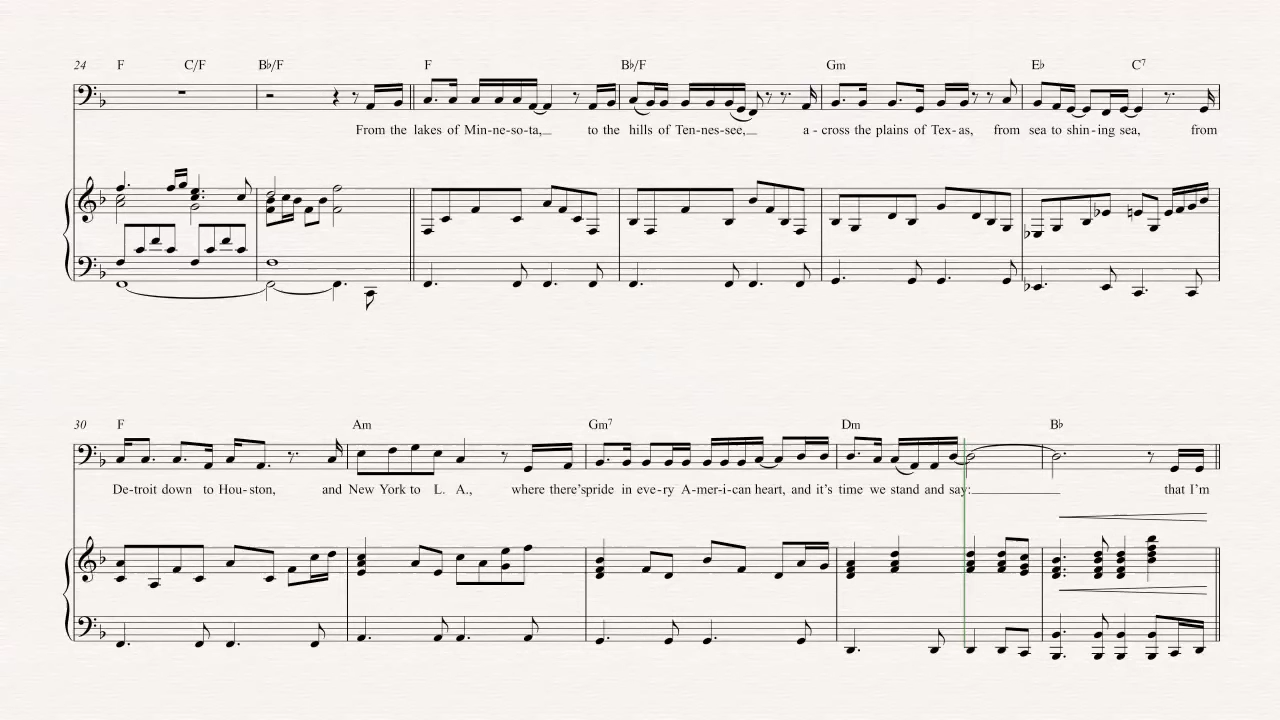 24 F C/F B♭/F F B♭/F Gm E♭ C7
From the lakes of Min-ne-so-ta, to the hills of Ten-nes-see, a-cross the plains of Tex-as, from sea to shin-ing sea, from
30 F Am Gm7 Dm B♭
De-troit down to Hou-ston, and New York to L. A., where there's pride in eve-ry A-mer-i-can heart, and it's time we stand and say: that I'm